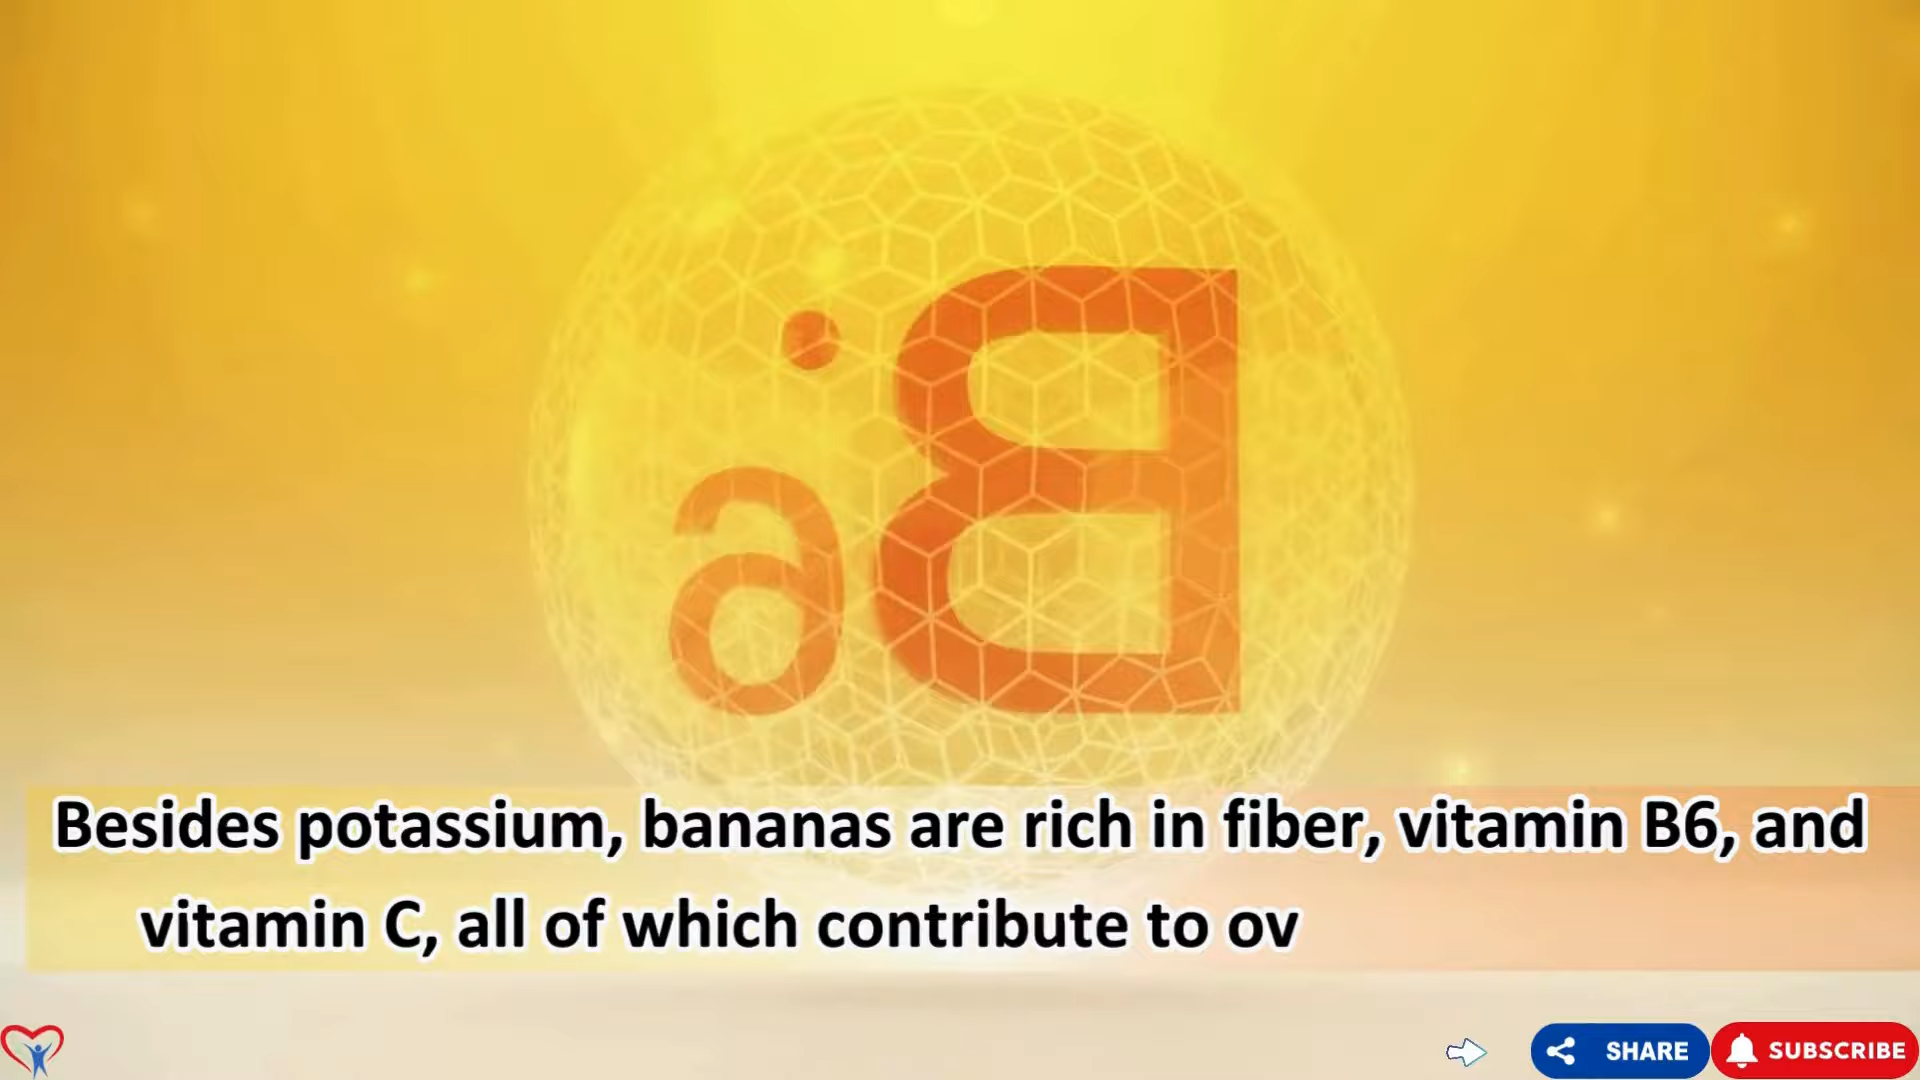 B6
Besides potassium, bananas are rich in fiber, vitamin B6, and
vitamin C, all of which contribute to ov
SHARE
SUBSCRIBE